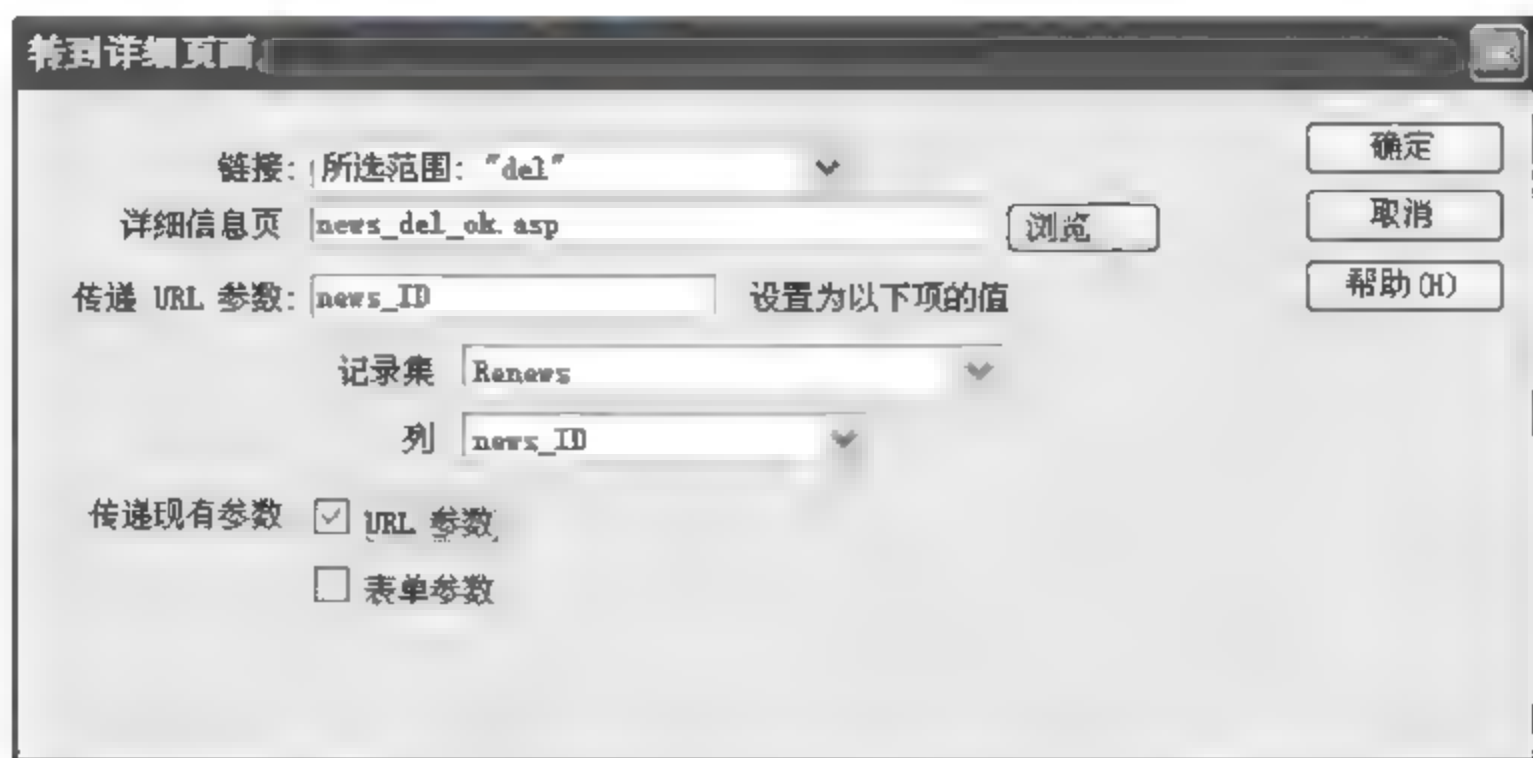 转到详细页面
链接: 所选范围: "del"
详细信息页 news_del_ok.asp 浏览
传递 URL 参数: news_ID 设置为以下项的值
记录集 Renews
列 news_ID
传递现有参数 URL 参数
表单参数
确定
取消
帮助(H)